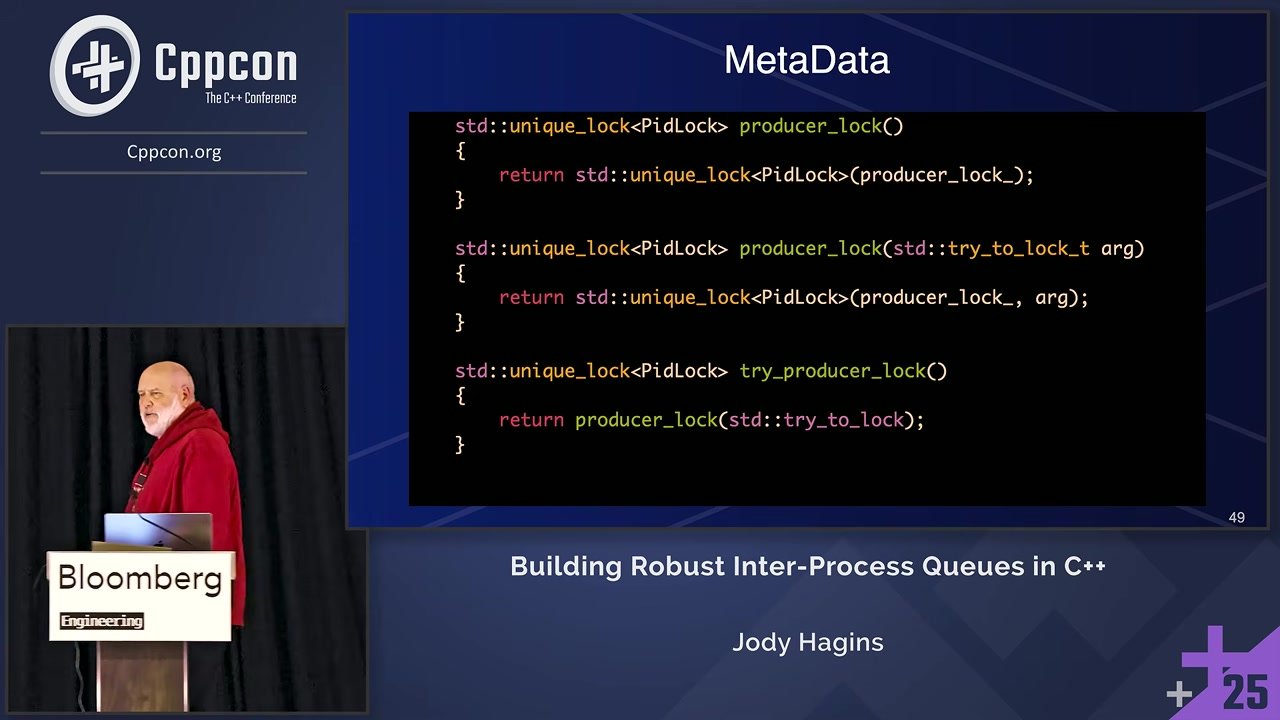 Cppcon
The C++ Conference
Cppcon.org
MetaData
std::unique_lock<PidLock> producer_lock()
{
    return std::unique_lock<PidLock>(producer_lock_);
}
std::unique_lock<PidLock> producer_lock(std::try_to_lock_t arg)
{
    return std::unique_lock<PidLock>(producer_lock_, arg);
}
std::unique_lock<PidLock> try_producer_lock()
{
    return producer_lock(std::try_to_lock);
}
49
Bloomberg
Engineering
Building Robust Inter-Process Queues in C++
Jody Hagins
++25